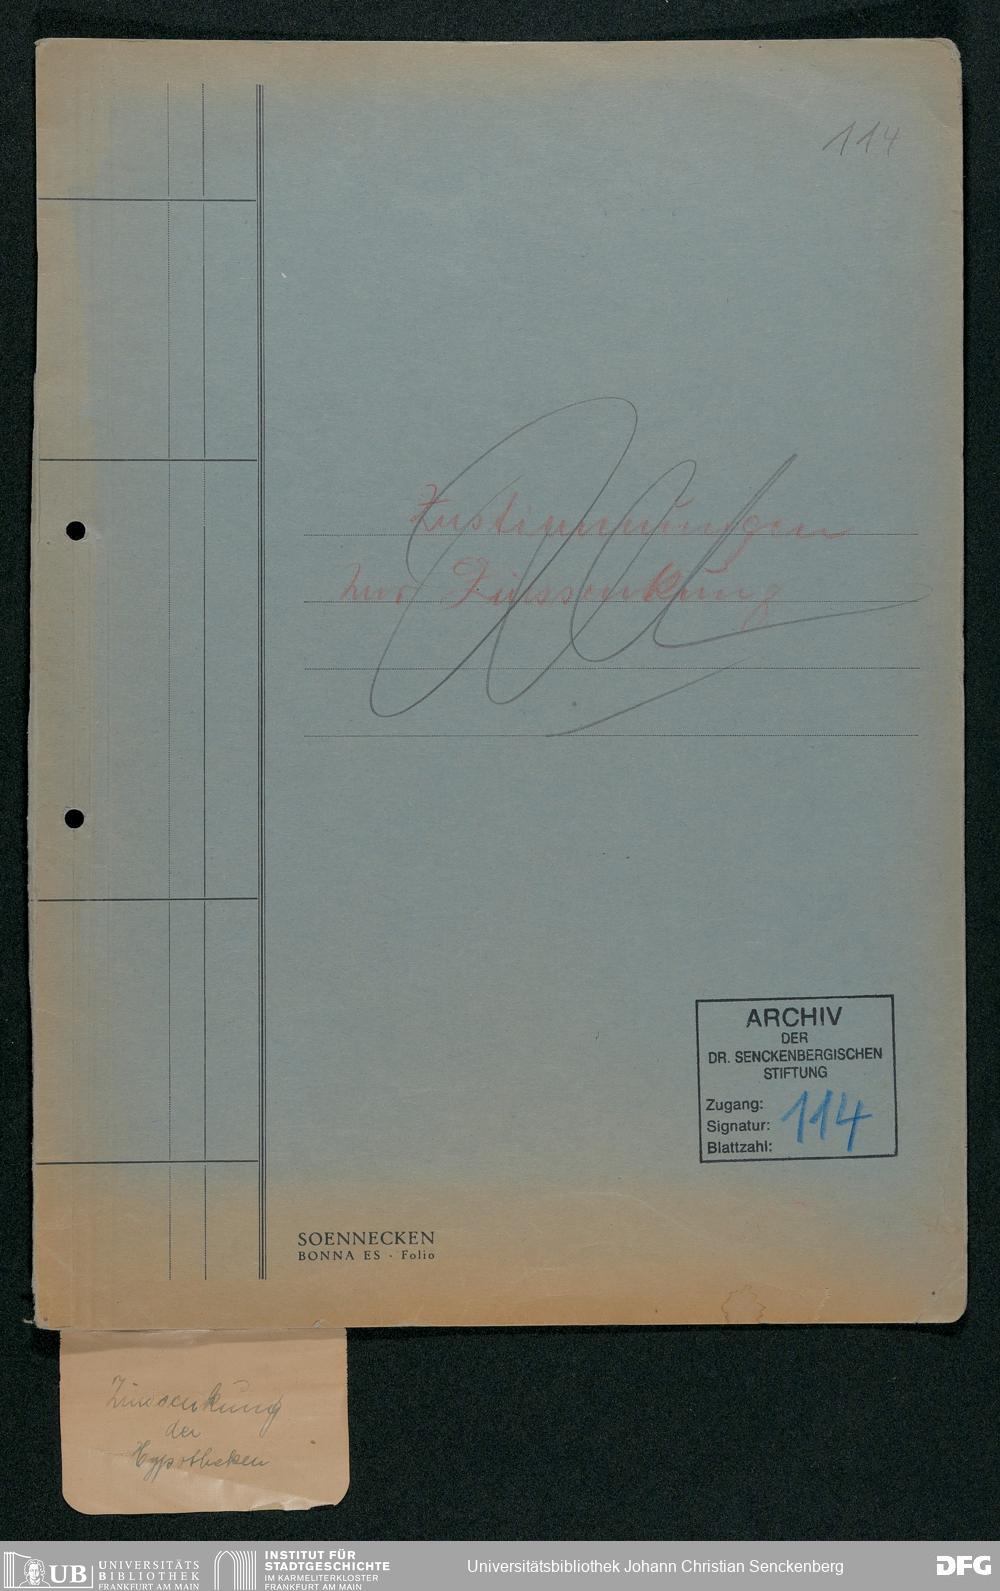 114
Zustimmungen
zur Zinssenkung
ARCHIV
DER
DR. SENCKENBERGISCHEN
STIFTUNG
Zugang:
Signatur: 114
Blattzahl:
SOENNECKEN
BONNA ES · Folio
Zinssenkung
der
Hypotheken
UB UNIVERSITÄTS
BIBLIOTHEK
FRANKFURT AM MAIN
INSTITUT FÜR
STADTGESCHICHTE
IM KARMELITERKLOSTER
FRANKFURT AM MAIN
Universitätsbibliothek Johann Christian Senckenberg
DFG